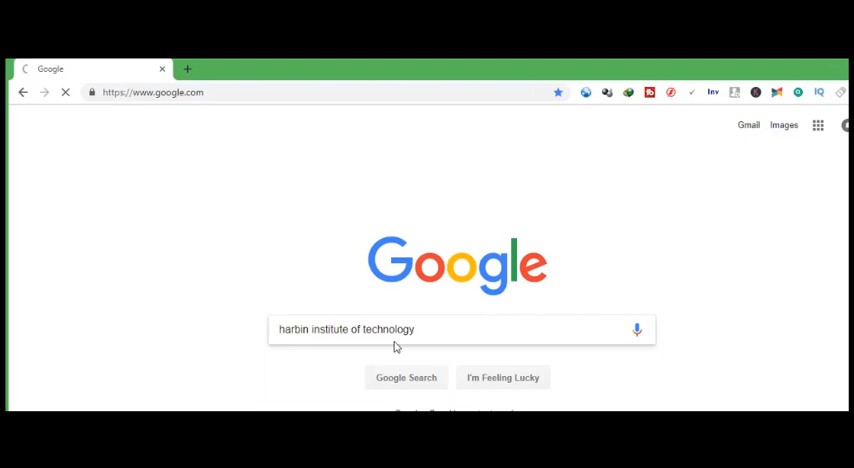 Google
https://www.google.com
Inv
IQ
Gmail Images
Google
harbin institute of technology
Google Search I'm Feeling Lucky